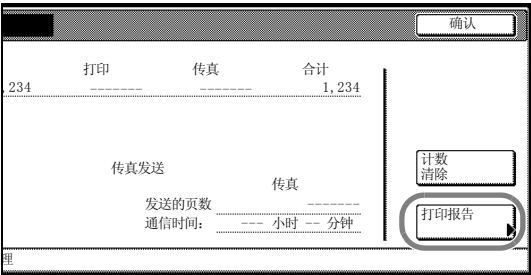 确认
打印 传真 合计
,234 ------- ------- 1,234
计数
清除
传真发送
传真
发送的页数 -------
打印报告
通信时间: --- 小时 -- 分钟
理